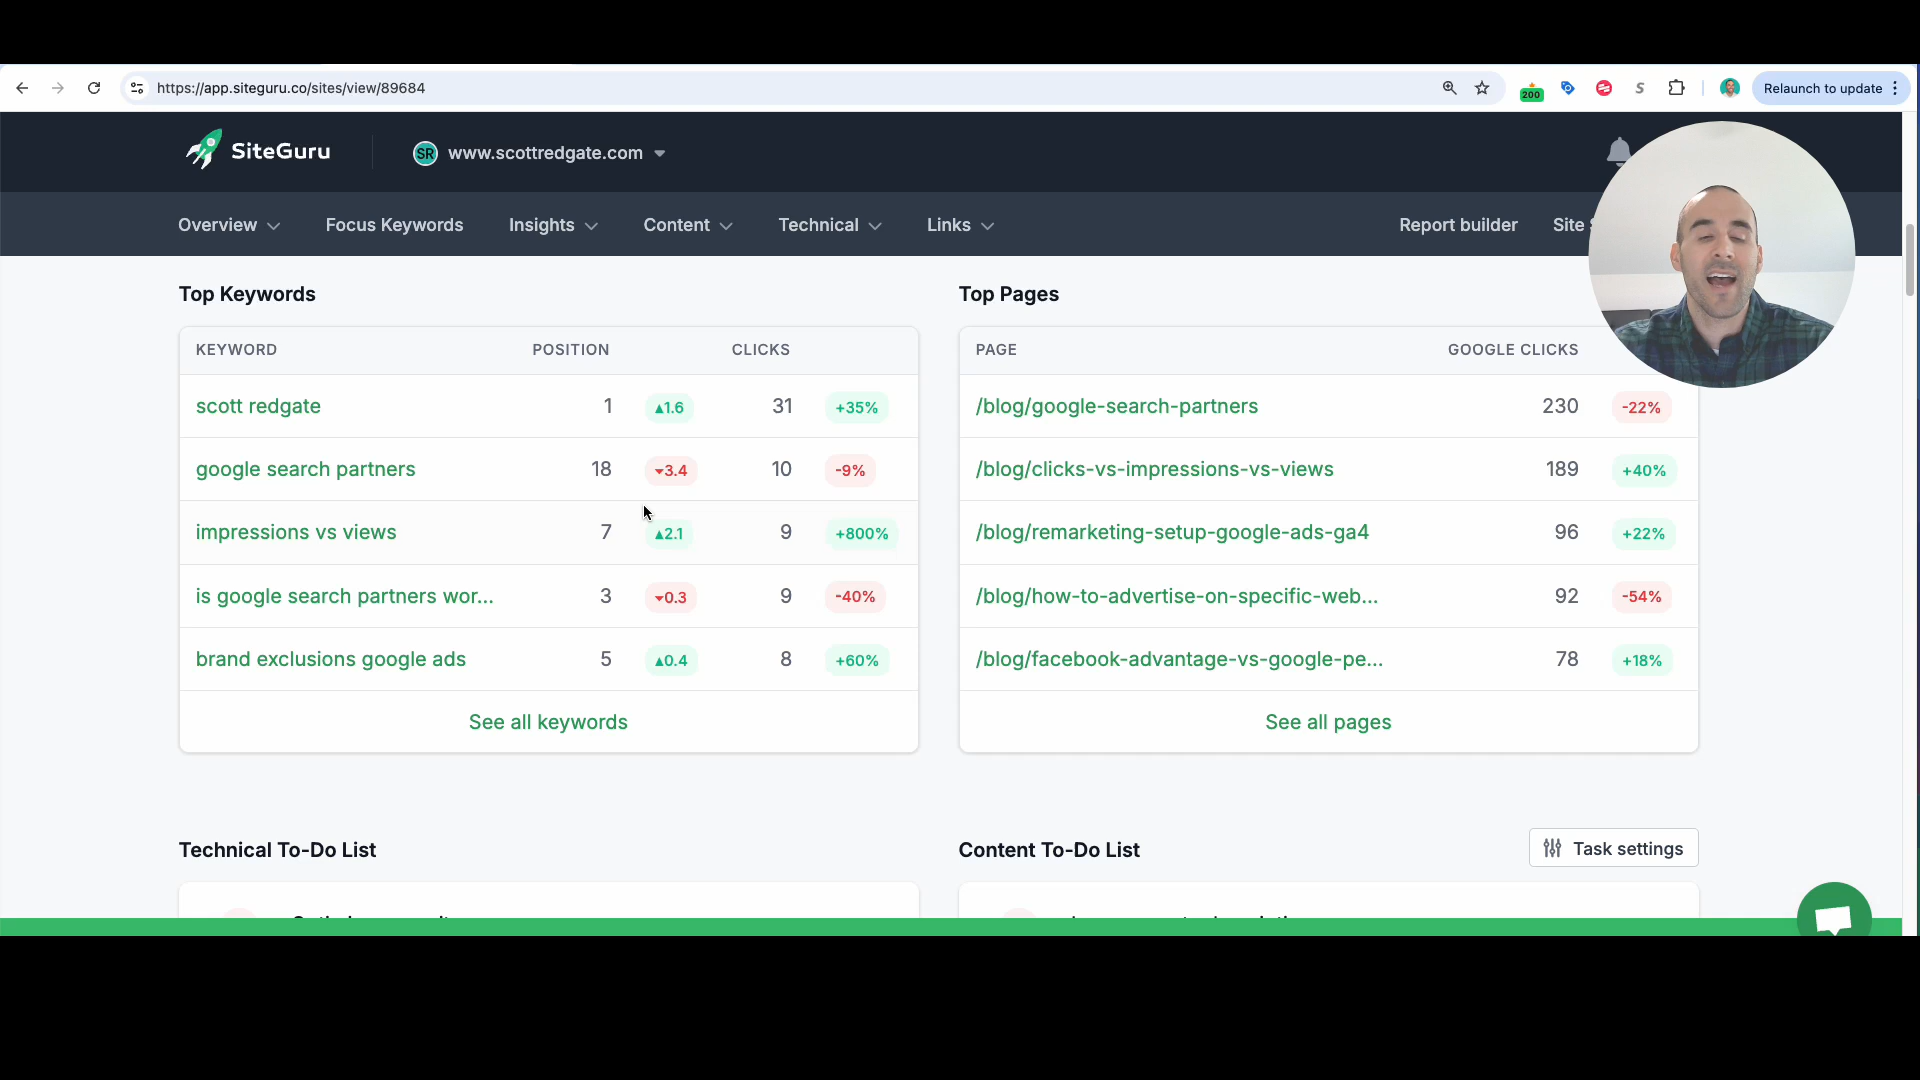 https://app.siteguru.co/sites/view/89684
200
S
Relaunch to update
SiteGuru
SR www.scottredgate.com
Overview Focus Keywords Insights Content Technical Links Report builder Site
Top Keywords
KEYWORD POSITION CLICKS
scott redgate 1 ▲1.6 31 +35%
google search partners 18 ▼3.4 10 -9%
impressions vs views 7 ▲2.1 9 +800%
is google search partners wor... 3 ▼0.3 9 -40%
brand exclusions google ads 5 ▲0.4 8 +60%
See all keywords
Top Pages
PAGE GOOGLE CLICKS
/blog/google-search-partners 230 -22%
/blog/clicks-vs-impressions-vs-views 189 +40%
/blog/remarketing-setup-google-ads-ga4 96 +22%
/blog/how-to-advertise-on-specific-web... 92 -54%
/blog/facebook-advantage-vs-google-pe... 78 +18%
See all pages
Technical To-Do List
Content To-Do List
Task settings